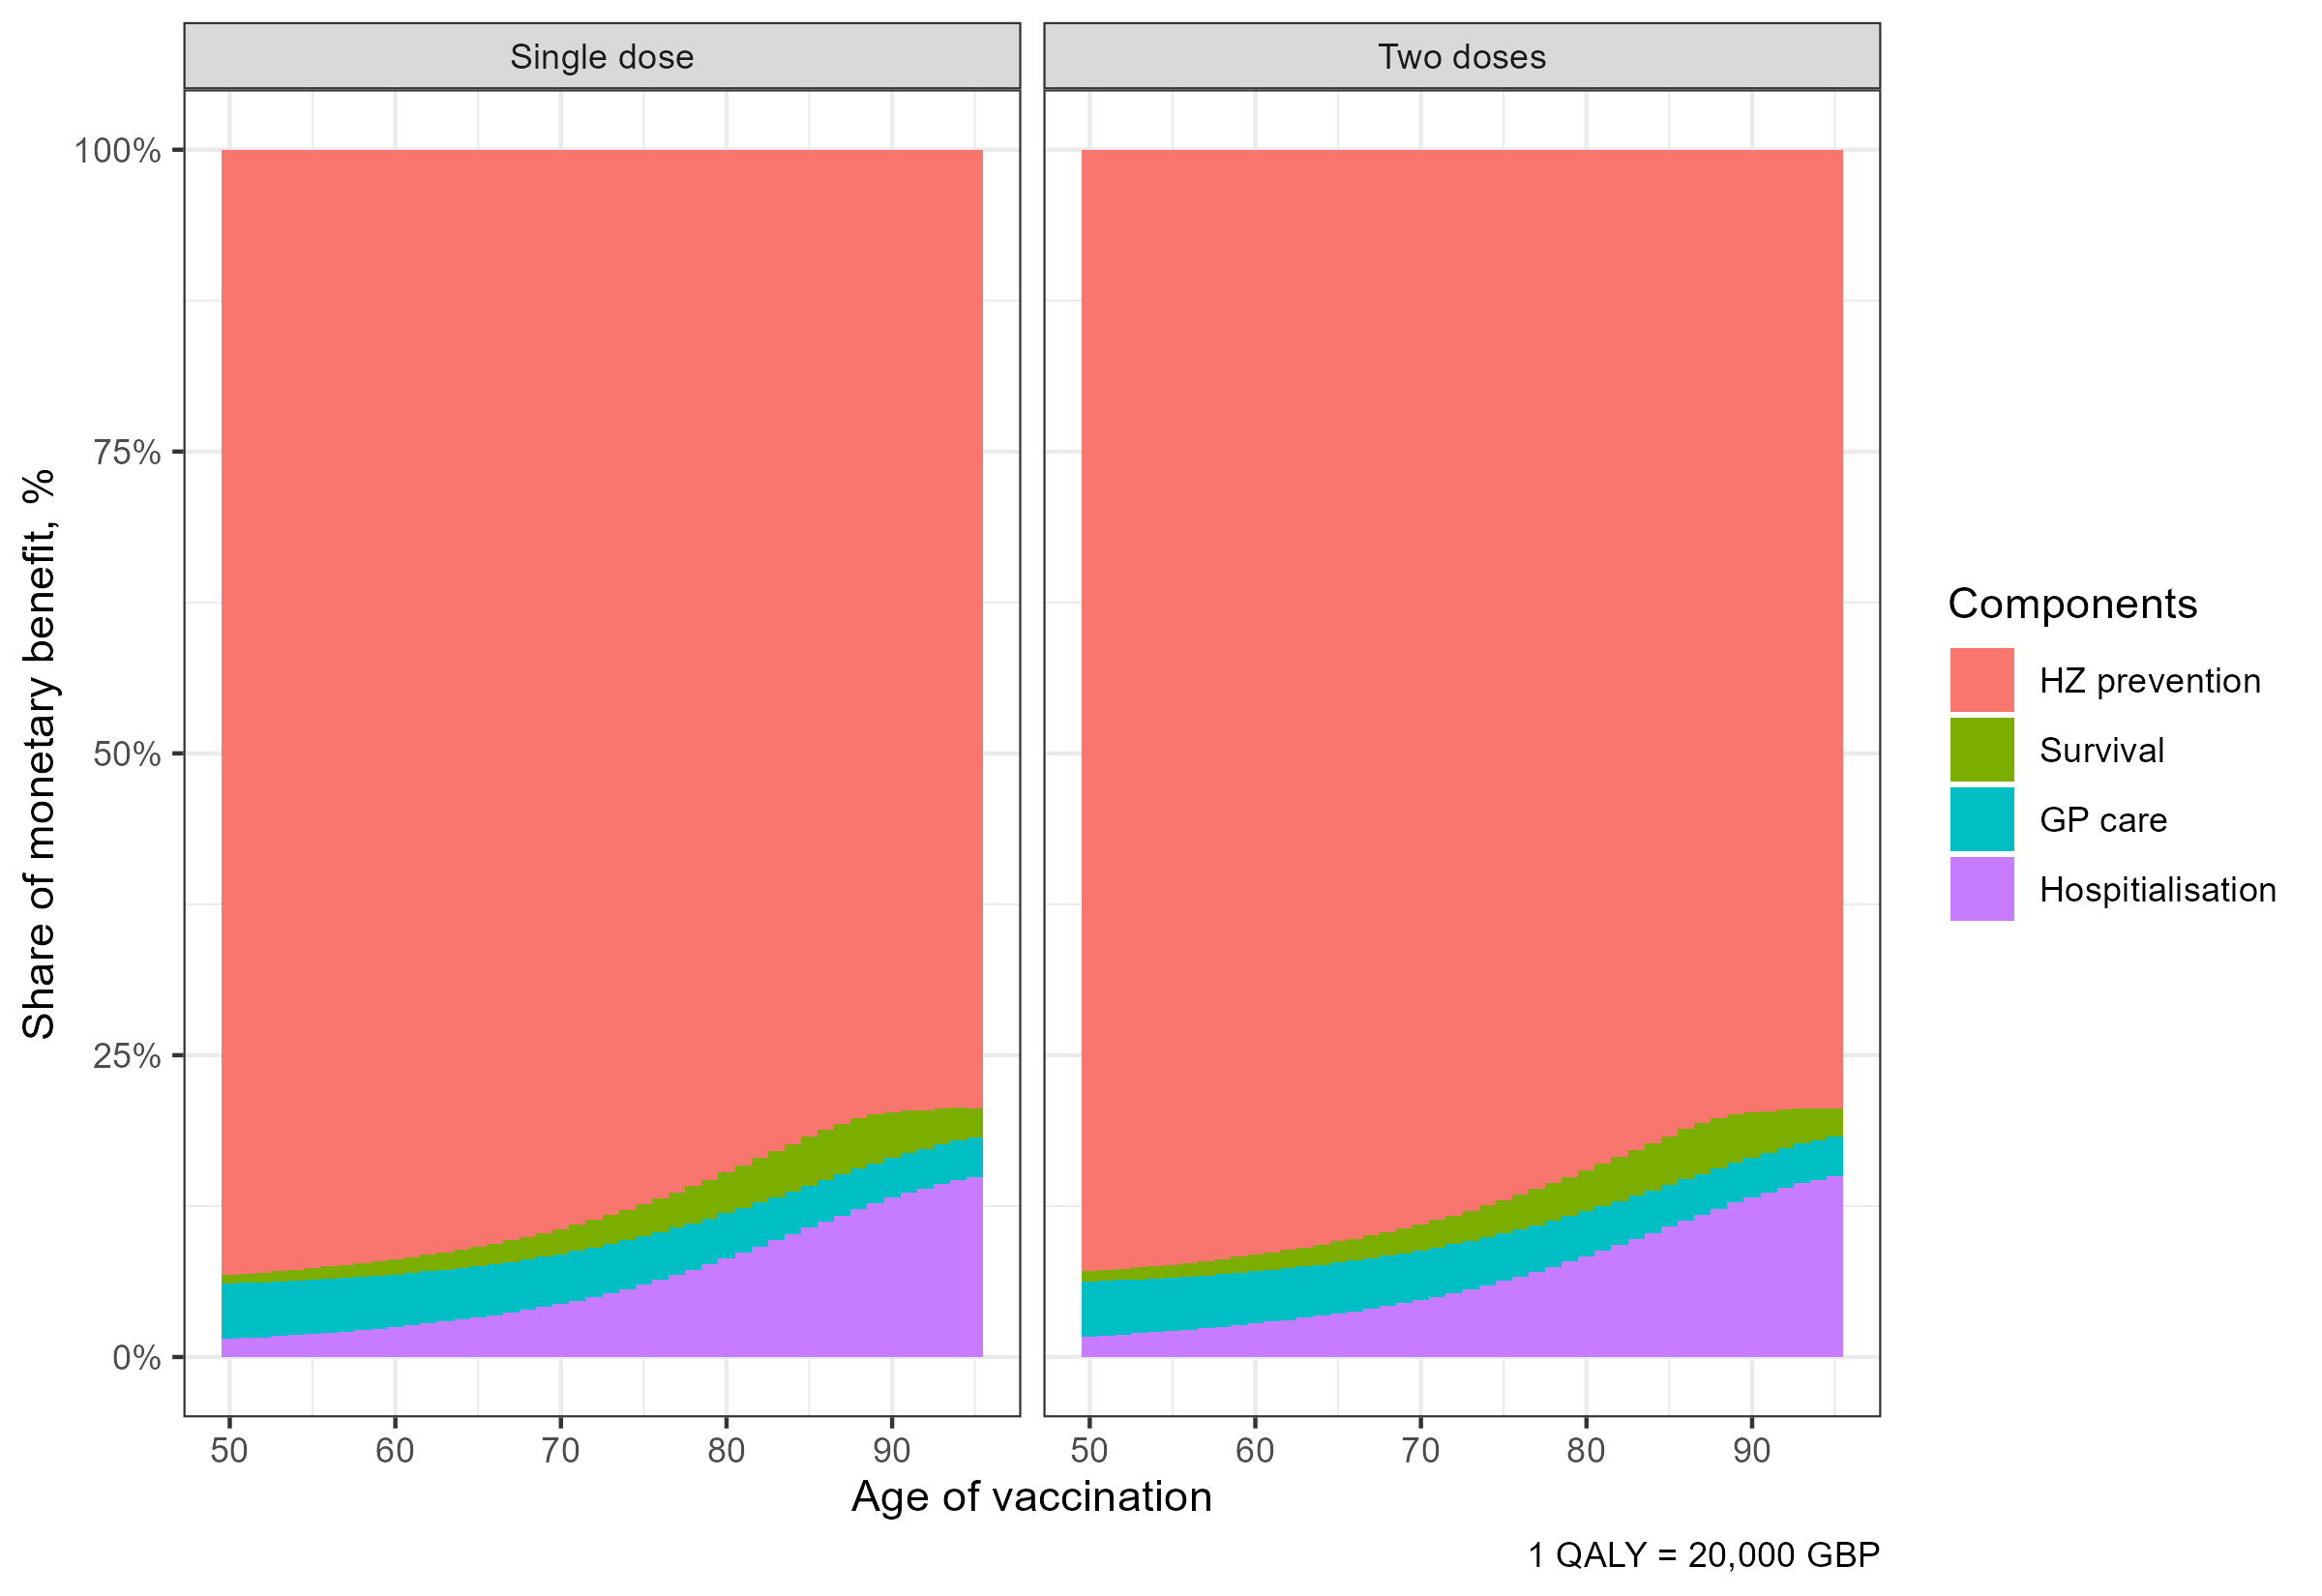 Single dose
Two doses
Share of monetary benefit, %
100%
75%
50%
25%
0%
50 60 70 80 90
50 60 70 80 90
Age of vaccination
1 QALY = 20,000 GBP
Components
HZ prevention
Survival
GP care
Hospitialisation